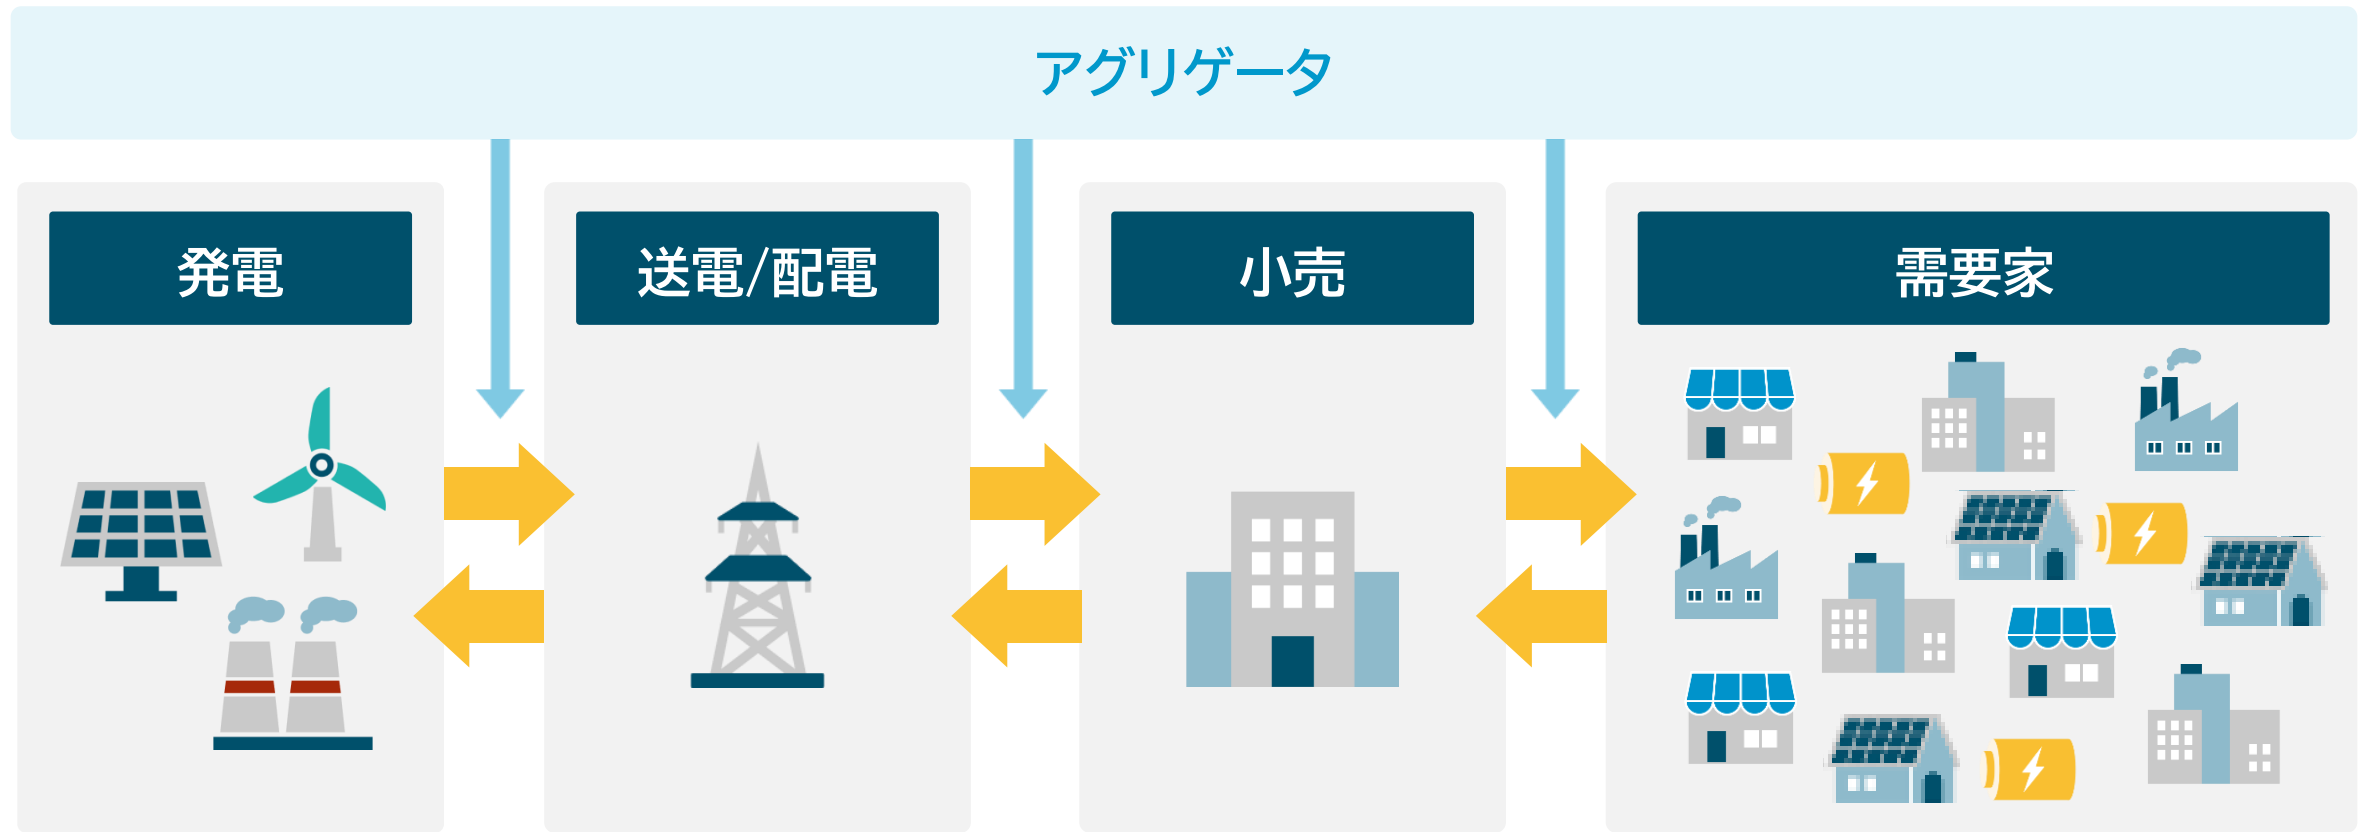 アグリゲータ
発電
送電/配電
小売
需要家